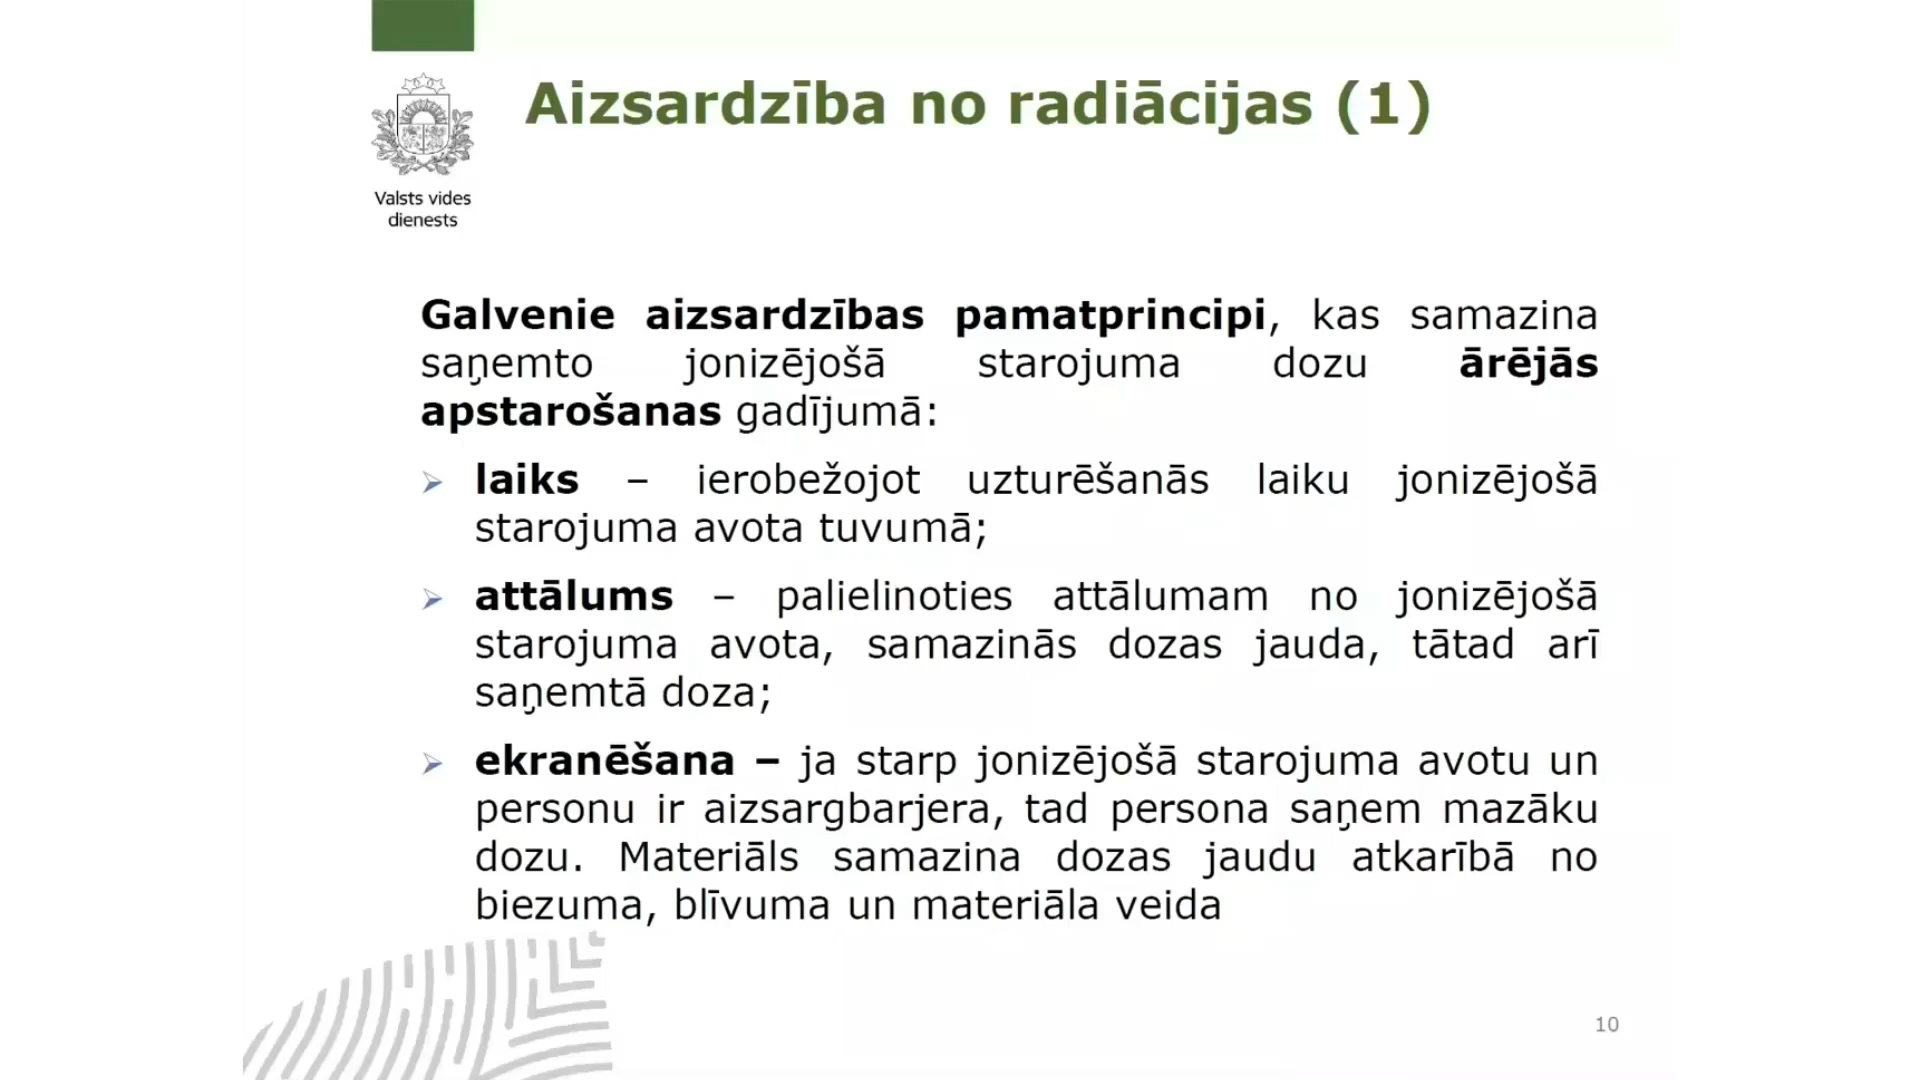 Aizsardzība no radiācijas (1)
Valsts vides
dienests
Galvenie aizsardzības pamatprincipi, kas samazina
saņemto jonizējošā starojuma dozu ārējās
apstarošanas gadījumā:
laiks – ierobežojot uzturēšanās laiku jonizējošā
starojuma avota tuvumā;
attālums – palielinoties attālumam no jonizējošā
starojuma avota, samazinās dozas jauda, tātad arī
saņemtā doza;
ekranēšana – ja starp jonizējošā starojuma avotu un
personu ir aizsargbarjera, tad persona saņem mazāku
dozu. Materiāls samazina dozas jaudu atkarībā no
biezuma, blīvuma un materiāla veida
10